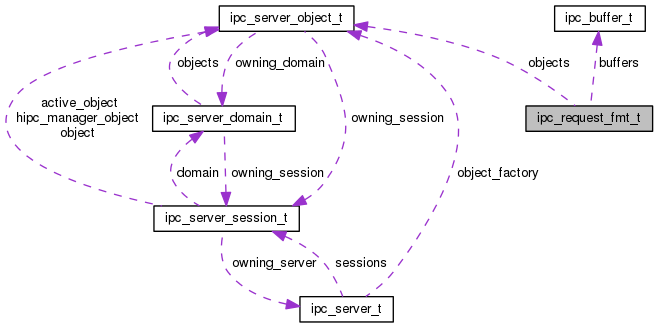 ipc_server_object_t
ipc_buffer_t
objects
owning_domain
objects
buffers
active_object
hipc_manager_object
object
ipc_server_domain_t
owning_session
ipc_request_fmt_t
domain
owning_session
object_factory
ipc_server_session_t
owning_server
sessions
ipc_server_t